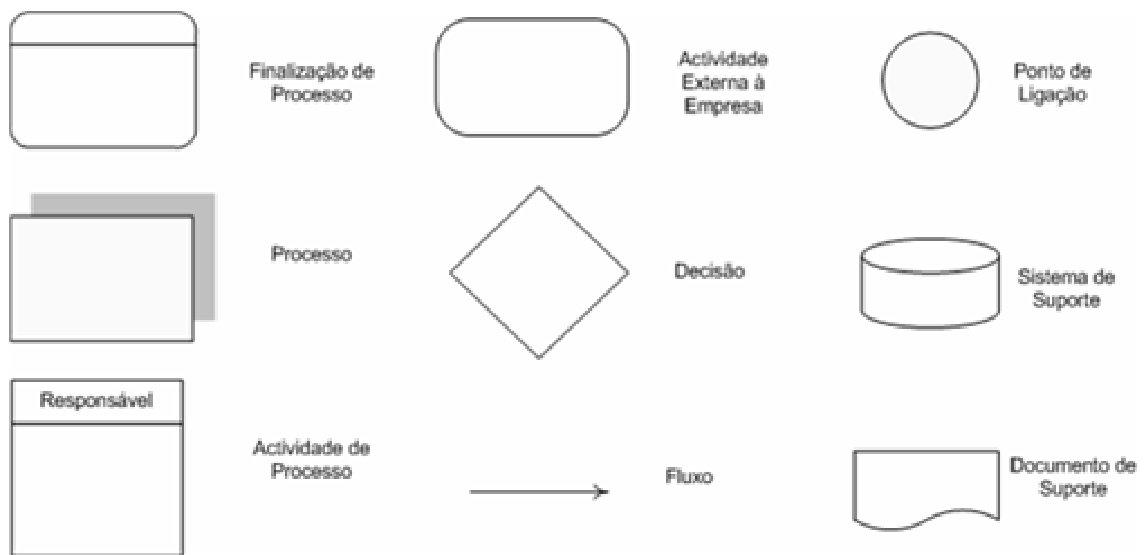 Finalização de
Processo
Actividade
Externa à
Empresa
Ponto de
Ligação
Processo
Decisão
Sistema de
Suporte
Responsável
Actividade de
Processo
Fluxo
Documento de
Suporte